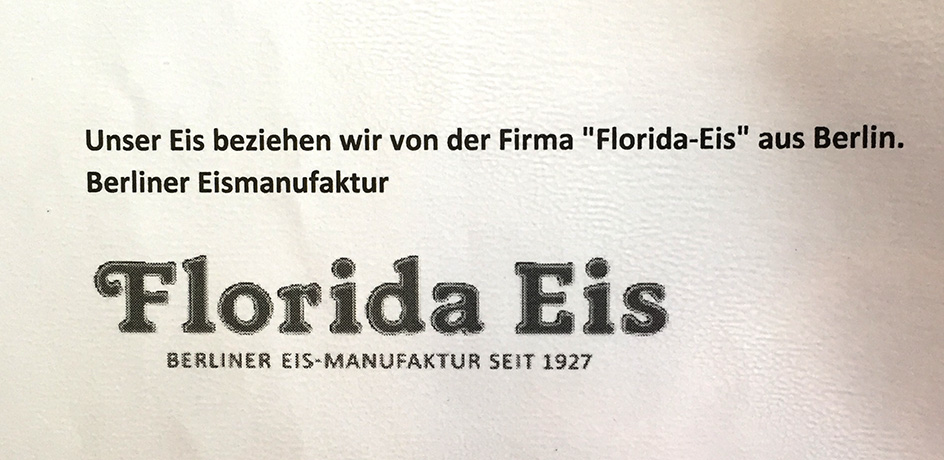 Unser Eis beziehen wir von der Firma "Florida-Eis" aus Berlin.
Berliner Eismanufaktur
Florida Eis
BERLINER EIS-MANUFAKTUR SEIT 1927